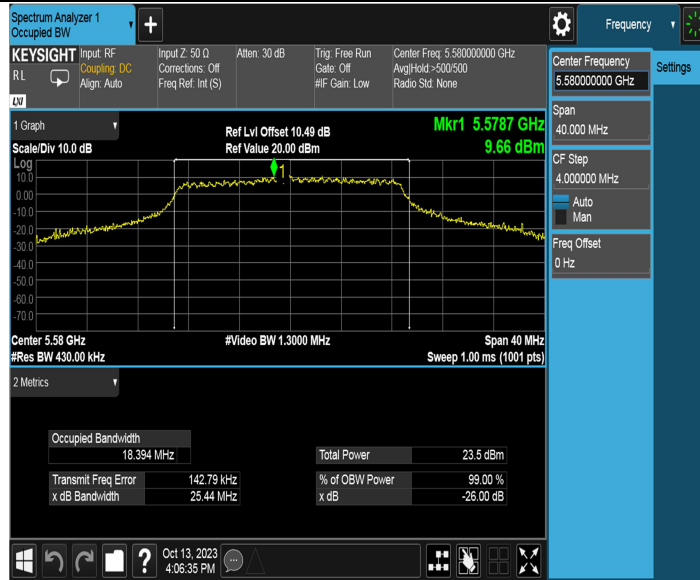 Spectrum Analyzer 1
Occupied BW
+
Frequency
KEYSIGHT
RL
LXI
Input: RF
Coupling: DC
Align: Auto
Input Z: 50 Ω
Corrections: Off
Freq Ref: Int (S)
Atten: 30 dB
Trig: Free Run
Gate: Off
#IF Gain: Low
Center Freq: 5.580000000 GHz
Avg|Hold:>500/500
Radio Std: None
Center Frequency
5.580000000 GHz
Settings
Span
40.000 MHz
CF Step
4.000000 MHz
Auto
Man
Freq Offset
0 Hz
1 Graph
Scale/Div 10.0 dB
Ref Lvl Offset 10.49 dB
Ref Value 20.00 dBm
Mkr1 5.5787 GHz
9.66 dBm
Log
10.0
0.00
-10.0
-20.0
-30.0
-40.0
-50.0
-60.0
-70.0
1
Center 5.58 GHz
#Res BW 430.00 kHz
#Video BW 1.3000 MHz
Span 40 MHz
Sweep 1.00 ms (1001 pts)
2 Metrics
Occupied Bandwidth
18.394 MHz
Total Power 23.5 dBm
Transmit Freq Error 142.79 kHz
% of OBW Power 99.00 %
x dB Bandwidth 25.44 MHz
x dB -26.00 dB
?
Oct 13, 2023
4:06:35 PM